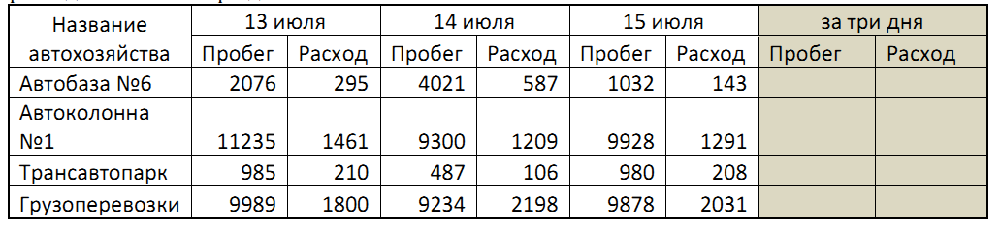 Название автохозяйства 13 июля 14 июля 15 июля за три дня
Пробег Расход Пробег Расход Пробег Расход Пробег Расход
Автобаза №6 2076 295 4021 587 1032 143
Автоколонна
№1 11235 1461 9300 1209 9928 1291
Трансавтопарк 985 210 487 106 980 208
Грузоперевозки 9989 1800 9234 2198 9878 2031